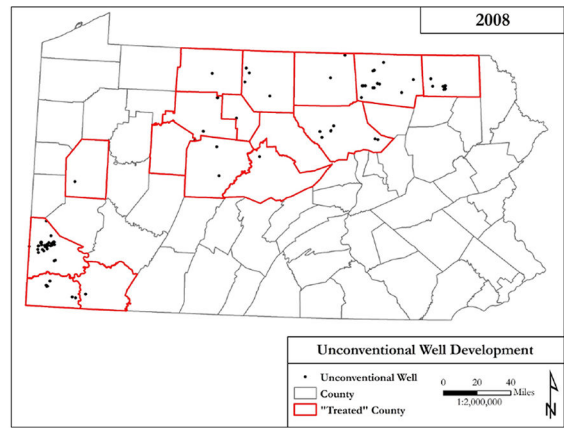 2008
Unconventional Well Development
Unconventional Well
County
"Treated" County
0 20 40
Miles
1:2,000,000
N